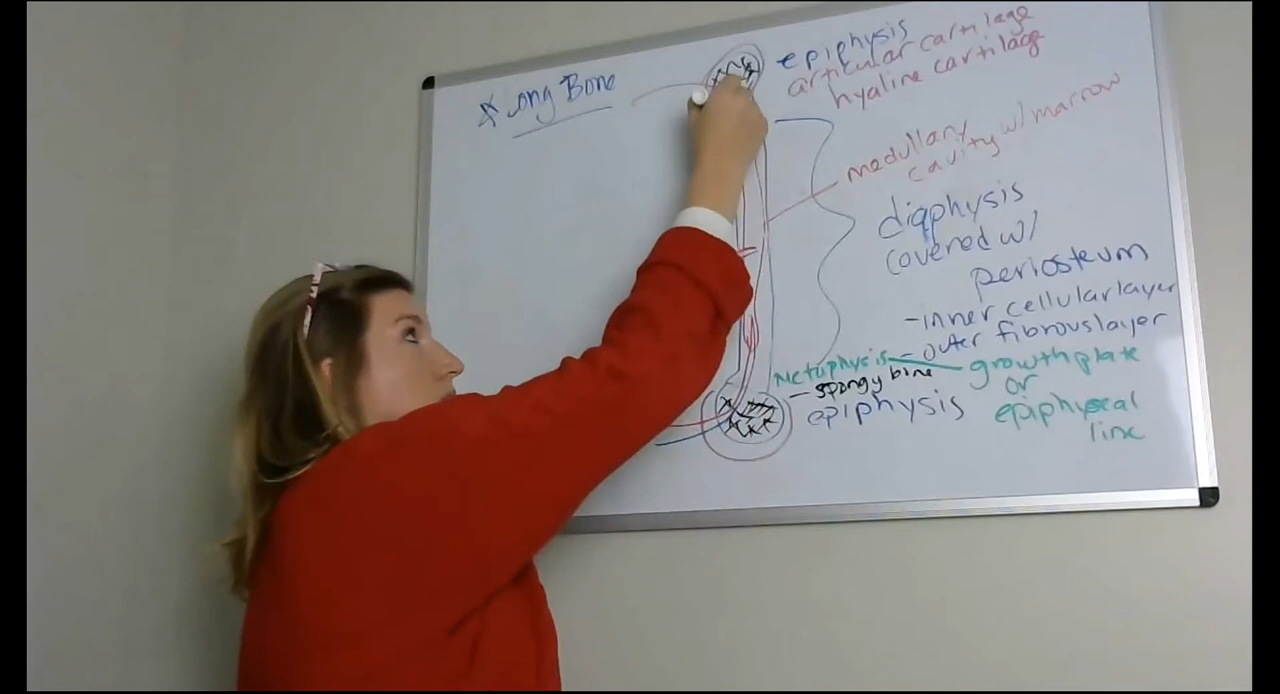 Long Bone
epiphysis
articular cartilage
hyaline cartilage
medullary
cavity w/ marrow
diaphysis
covered w/
periosteum
-inner cellular layer
- outer fibrous layer
Metaphysis
growth plate
- spongy bone
or
epiphysis
epiphyseal
line